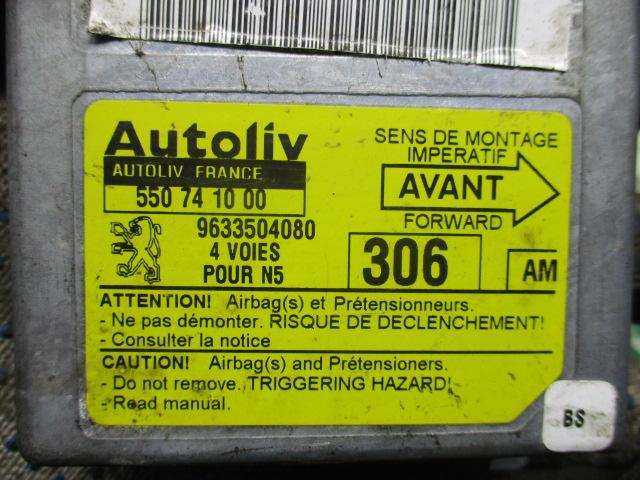 Autoliv
AUTOLIV FRANCE
550 74 10 00
9633504080
4 VOIES
POUR N5
SENS DE MONTAGE
IMPERATIF
AVANT
FORWARD
306
AM
ATTENTION! Airbag(s) et Prétensionneurs.
- Ne pas démonter. RISQUE DE DECLENCHEMENT!
- Consulter la notice
CAUTION! Airbag(s) and Pretensioners.
- Do not remove. TRIGGERING HAZARD!
- Read manual.
BS